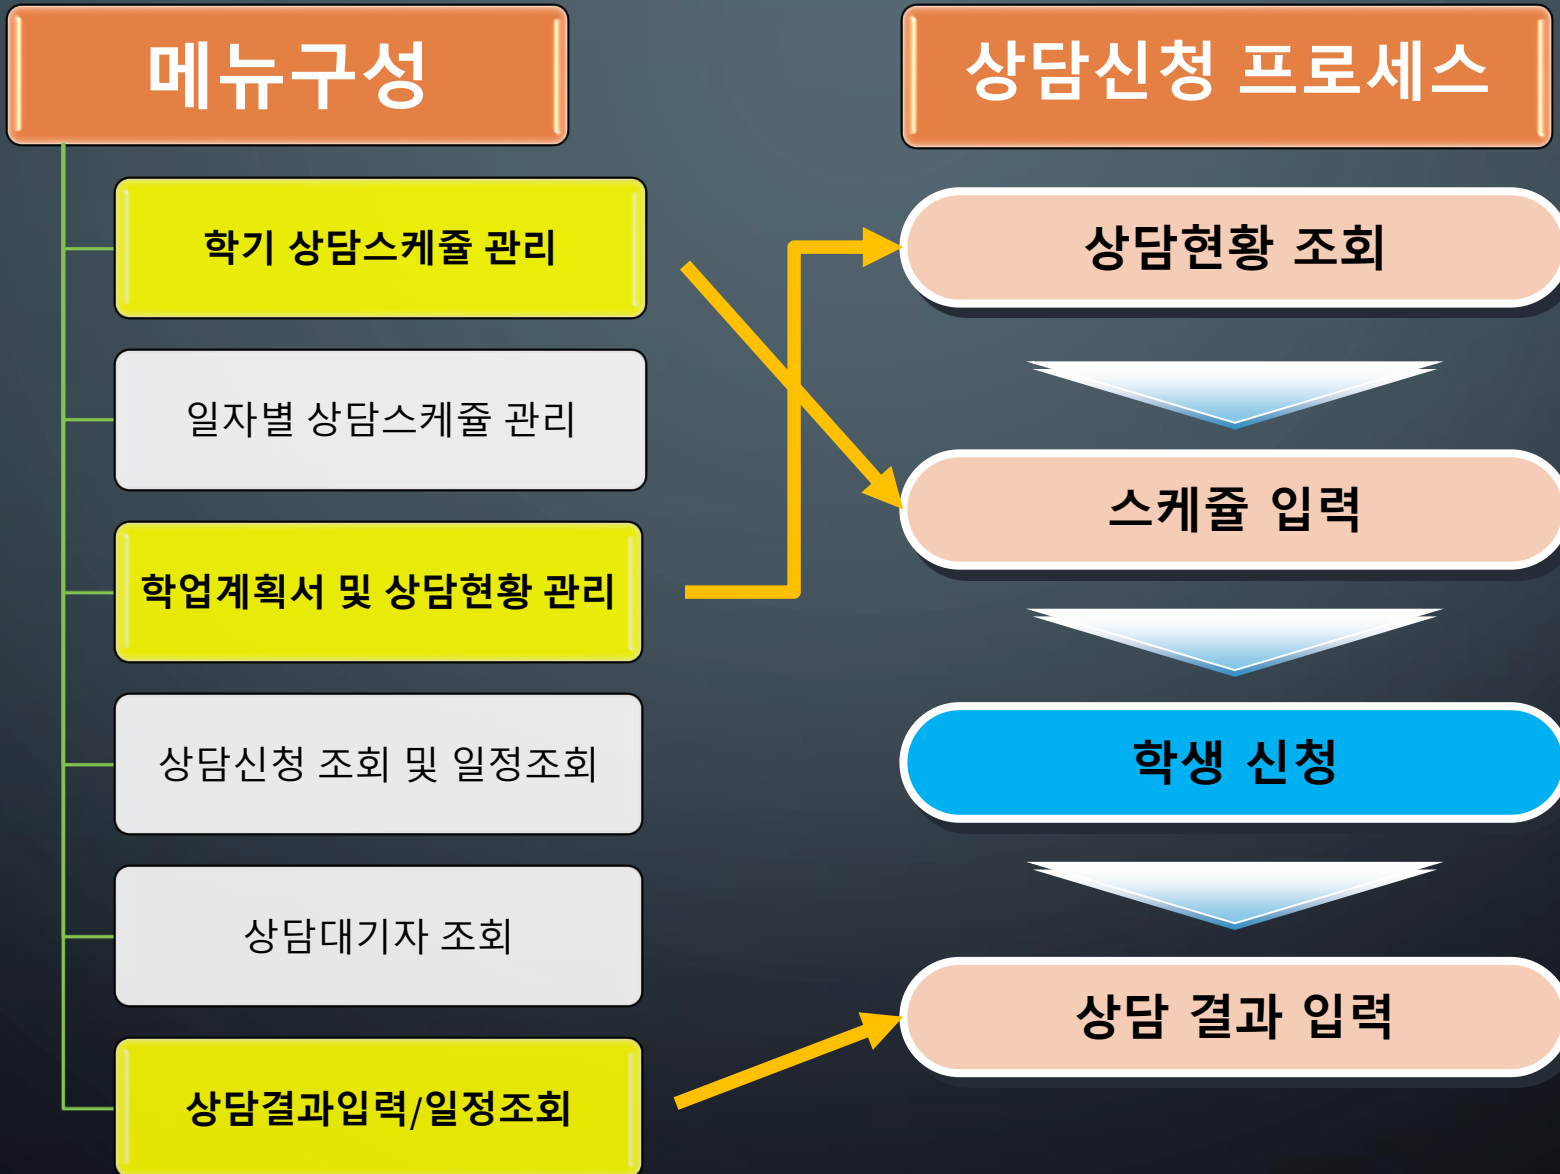 메뉴구성
학기 상담스케쥴 관리
일자별 상담스케쥴 관리
학업계획서 및 상담현황 관리
상담신청 조회 및 일정조회
상담대기자 조회
상담결과입력/일정조회
상담신청 프로세스
상담현황 조회
스케쥴 입력
학생 신청
상담 결과 입력